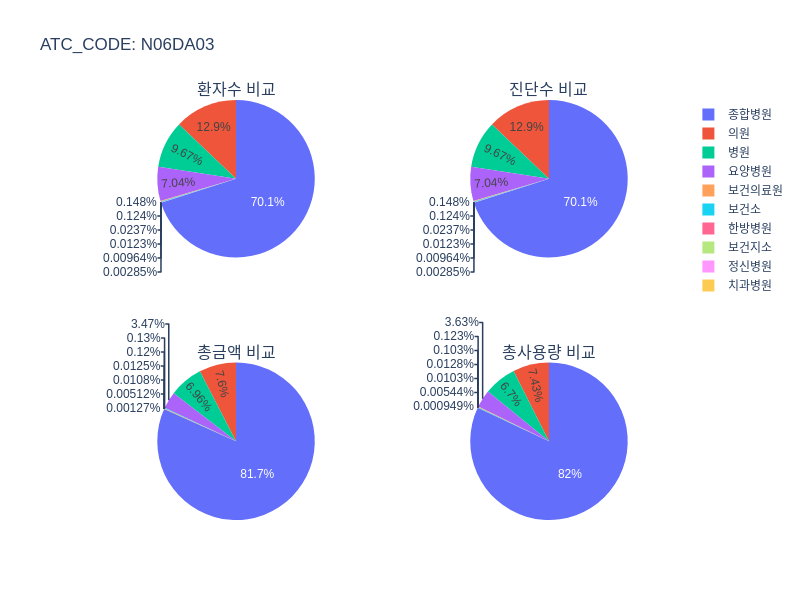 ATC_CODE: N06DA03
환자수 비교
진단수 비교
12.9%
9.67%
7.04%
70.1%
0.148%
0.124%
0.0237%
0.0123%
0.00964%
0.00285%
12.9%
9.67%
7.04%
70.1%
0.148%
0.124%
0.0237%
0.0123%
0.00964%
0.00285%
종합병원
의원
병원
요양병원
보건의료원
보건소
한방병원
보건지소
정신병원
치과병원
총금액 비교
총사용량 비교
3.47%
0.13%
0.12%
0.0125%
0.0108%
0.00512%
0.00127%
7.6%
6.96%
81.7%
3.63%
0.123%
0.103%
0.0128%
0.0103%
0.00544%
0.000949%
7.43%
6.7%
82%